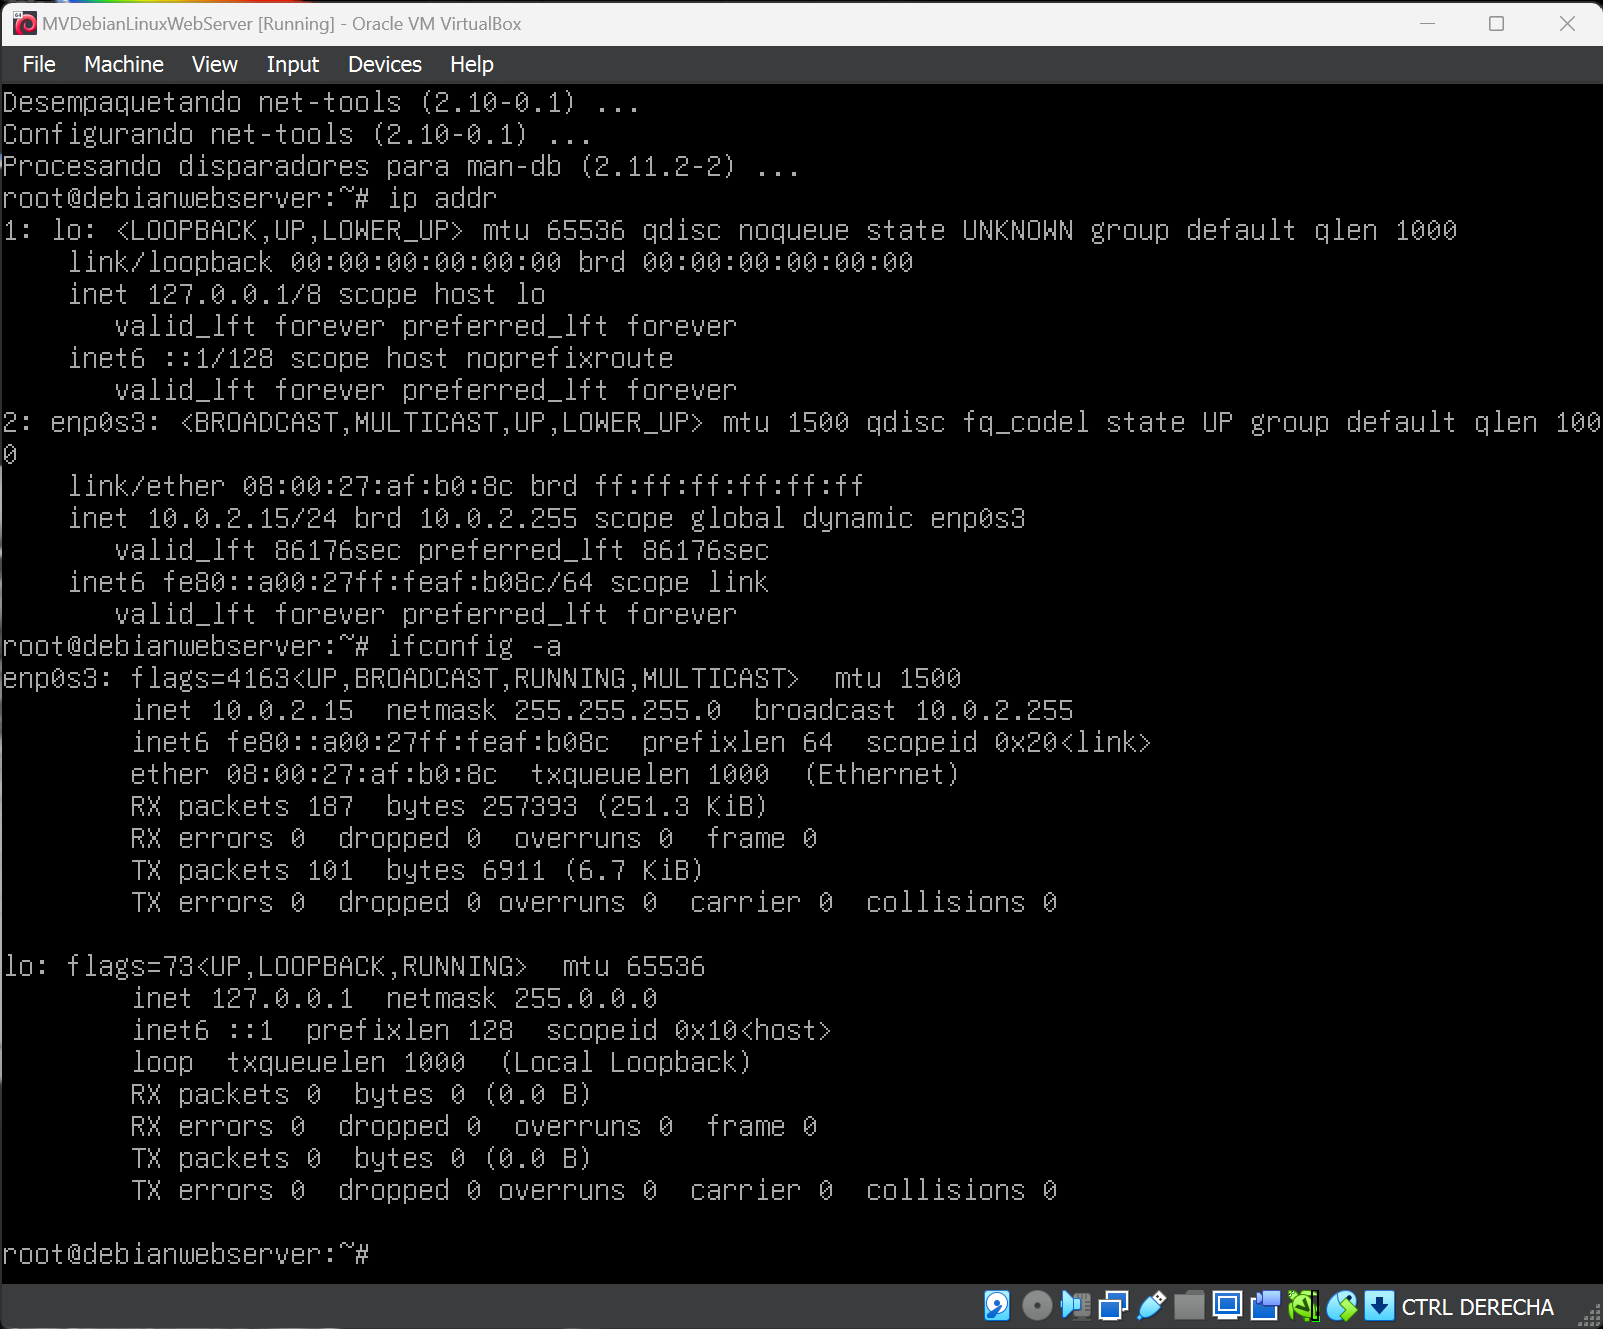 MVDebianLinuxWebServer [Running] - Oracle VM VirtualBox
File Machine View Input Devices Help
Desempaquetando net-tools (2.10-0.1) ...
Configurando net-tools (2.10-0.1) ...
Procesando disparadores para man-db (2.11.2-2) ...
root@debianwebserver:~# ip addr
1: lo: <LOOPBACK,UP,LOWER_UP> mtu 65536 qdisc noqueue state UNKNOWN group default qlen 1000
    link/loopback 00:00:00:00:00:00 brd 00:00:00:00:00:00
    inet 127.0.0.1/8 scope host lo
       valid_lft forever preferred_lft forever
    inet6 ::1/128 scope host noprefixroute
       valid_lft forever preferred_lft forever
2: enp0s3: <BROADCAST,MULTICAST,UP,LOWER_UP> mtu 1500 qdisc fq_codel state UP group default qlen 100
0
    link/ether 08:00:27:af:b0:8c brd ff:ff:ff:ff:ff:ff
    inet 10.0.2.15/24 brd 10.0.2.255 scope global dynamic enp0s3
       valid_lft 86176sec preferred_lft 86176sec
    inet6 fe80::a00:27ff:feaf:b08c/64 scope link
       valid_lft forever preferred_lft forever
root@debianwebserver:~# ifconfig -a
enp0s3: flags=4163<UP,BROADCAST,RUNNING,MULTICAST>  mtu 1500
        inet 10.0.2.15  netmask 255.255.255.0  broadcast 10.0.2.255
        inet6 fe80::a00:27ff:feaf:b08c  prefixlen 64  scopeid 0x20<link>
        ether 08:00:27:af:b0:8c  txqueuelen 1000  (Ethernet)
        RX packets 187  bytes 257393 (251.3 KiB)
        RX errors 0  dropped 0  overruns 0  frame 0
        TX packets 101  bytes 6911 (6.7 KiB)
        TX errors 0  dropped 0 overruns 0  carrier 0  collisions 0
lo: flags=73<UP,LOOPBACK,RUNNING>  mtu 65536
        inet 127.0.0.1  netmask 255.0.0.0
        inet6 ::1  prefixlen 128  scopeid 0x10<host>
        loop  txqueuelen 1000  (Local Loopback)
        RX packets 0  bytes 0 (0.0 B)
        RX errors 0  dropped 0  overruns 0  frame 0
        TX packets 0  bytes 0 (0.0 B)
        TX errors 0  dropped 0 overruns 0  carrier 0  collisions 0
root@debianwebserver:~#
CTRL DERECHA